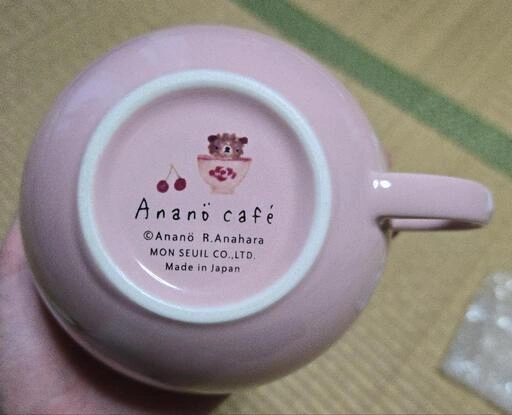 Ananö café
©Ananö R.Anahara
MON SEUIL CO.,LTD.
Made in Japan